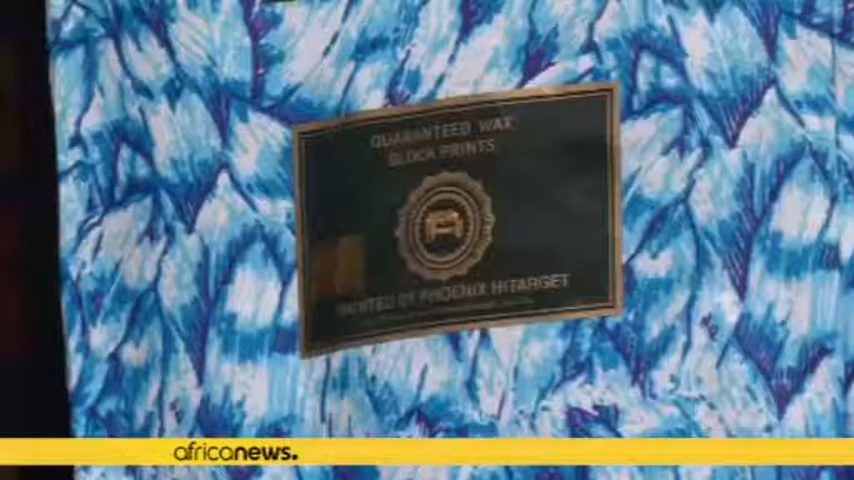 GUARANTEED WAX
BLOCK PRINTS
PRINTED BY PHOENIX HITARGET
africanews.